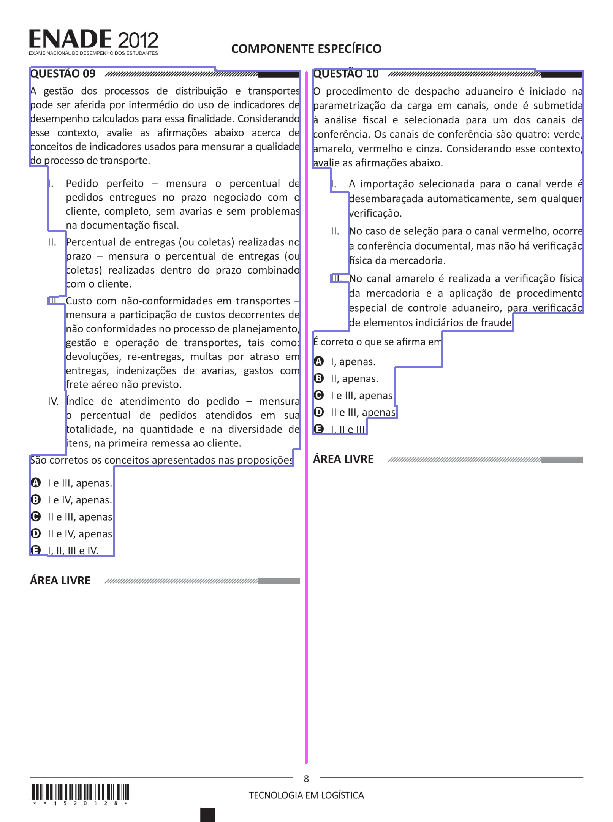 ENADE 2012
EXAME NACIONAL DE DESEMPENHO DOS ESTUDANTES
COMPONENTE ESPECÍFICO
QUESTÃO 09
A gestão dos processos de distribuição e transportes
pode ser aferida por intermédio do uso de indicadores de
desempenho calculados para essa finalidade. Considerando
esse contexto, avalie as afirmações abaixo acerca de
conceitos de indicadores usados para mensurar a qualidade
do processo de transporte.
I. Pedido perfeito – mensura o percentual de
pedidos entregues no prazo negociado com o
cliente, completo, sem avarias e sem problemas
na documentação fiscal.
II. Percentual de entregas (ou coletas) realizadas no
prazo – mensura o percentual de entregas (ou
coletas) realizadas dentro do prazo combinado
com o cliente.
III. Custo com não-conformidades em transportes –
mensura a participação de custos decorrentes de
não conformidades no processo de planejamento,
gestão e operação de transportes, tais como:
devoluções, re-entregas, multas por atraso em
entregas, indenizações de avarias, gastos com
frete aéreo não previsto.
IV. Índice de atendimento do pedido – mensura
o percentual de pedidos atendidos em sua
totalidade, na quantidade e na diversidade de
itens, na primeira remessa ao cliente.
São corretos os conceitos apresentados nas proposições
A I e III, apenas.
B I e IV, apenas.
C II e III, apenas
D II e IV, apenas
E I, II, III e IV.
ÁREA LIVRE
QUESTÃO 10
O procedimento de despacho aduaneiro é iniciado na
parametrização da carga em canais, onde é submetida
à análise fiscal e selecionada para um dos canais de
conferência. Os canais de conferência são quatro: verde,
amarelo, vermelho e cinza. Considerando esse contexto,
avalie as afirmações abaixo.
I. A importação selecionada para o canal verde é
desembaraçada automaticamente, sem qualquer
verificação.
II. No caso de seleção para o canal vermelho, ocorre
a conferência documental, mas não há verificação
física da mercadoria.
III. No canal amarelo é realizada a verificação física
da mercadoria e a aplicação de procedimento
especial de controle aduaneiro, para verificação
de elementos indiciários de fraude
É correto o que se afirma em
A I, apenas.
B II, apenas.
C I e III, apenas
D II e III, apenas
E I, II e III
ÁREA LIVRE
8
TECNOLOGIA EM LOGÍSTICA